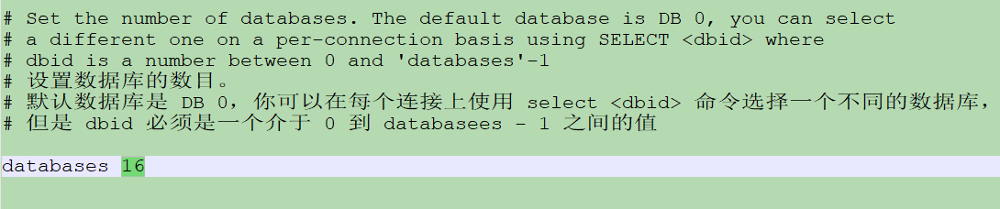 # Set the number of databases. The default database is DB 0, you can select
# a different one on a per-connection basis using SELECT <dbid> where
# dbid is a number between 0 and 'databases'-1
# 设置数据库的数目。
# 默认数据库是 DB 0，你可以在每个连接上使用 select <dbid> 命令选择一个不同的数据库，
# 但是 dbid 必须是一个介于 0 到 databasees - 1 之间的值
databases 16